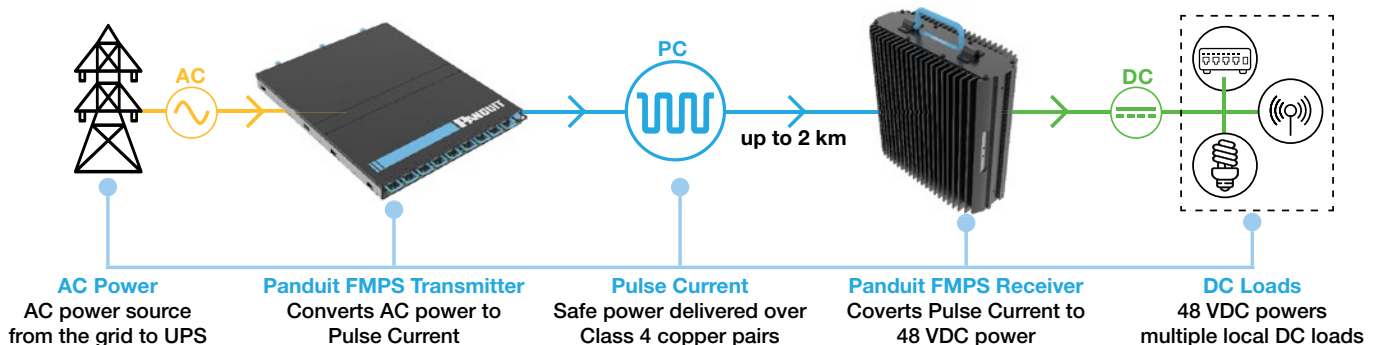 AC
PC
DC
PANDUIT
up to 2 km
AC Power
AC power source
from the grid to UPS
Panduit FMPS Transmitter
Converts AC power to
Pulse Current
Pulse Current
Safe power delivered over
Class 4 copper pairs
Panduit FMPS Receiver
Coverts Pulse Current to
48 VDC power
DC Loads
48 VDC powers
multiple local DC loads